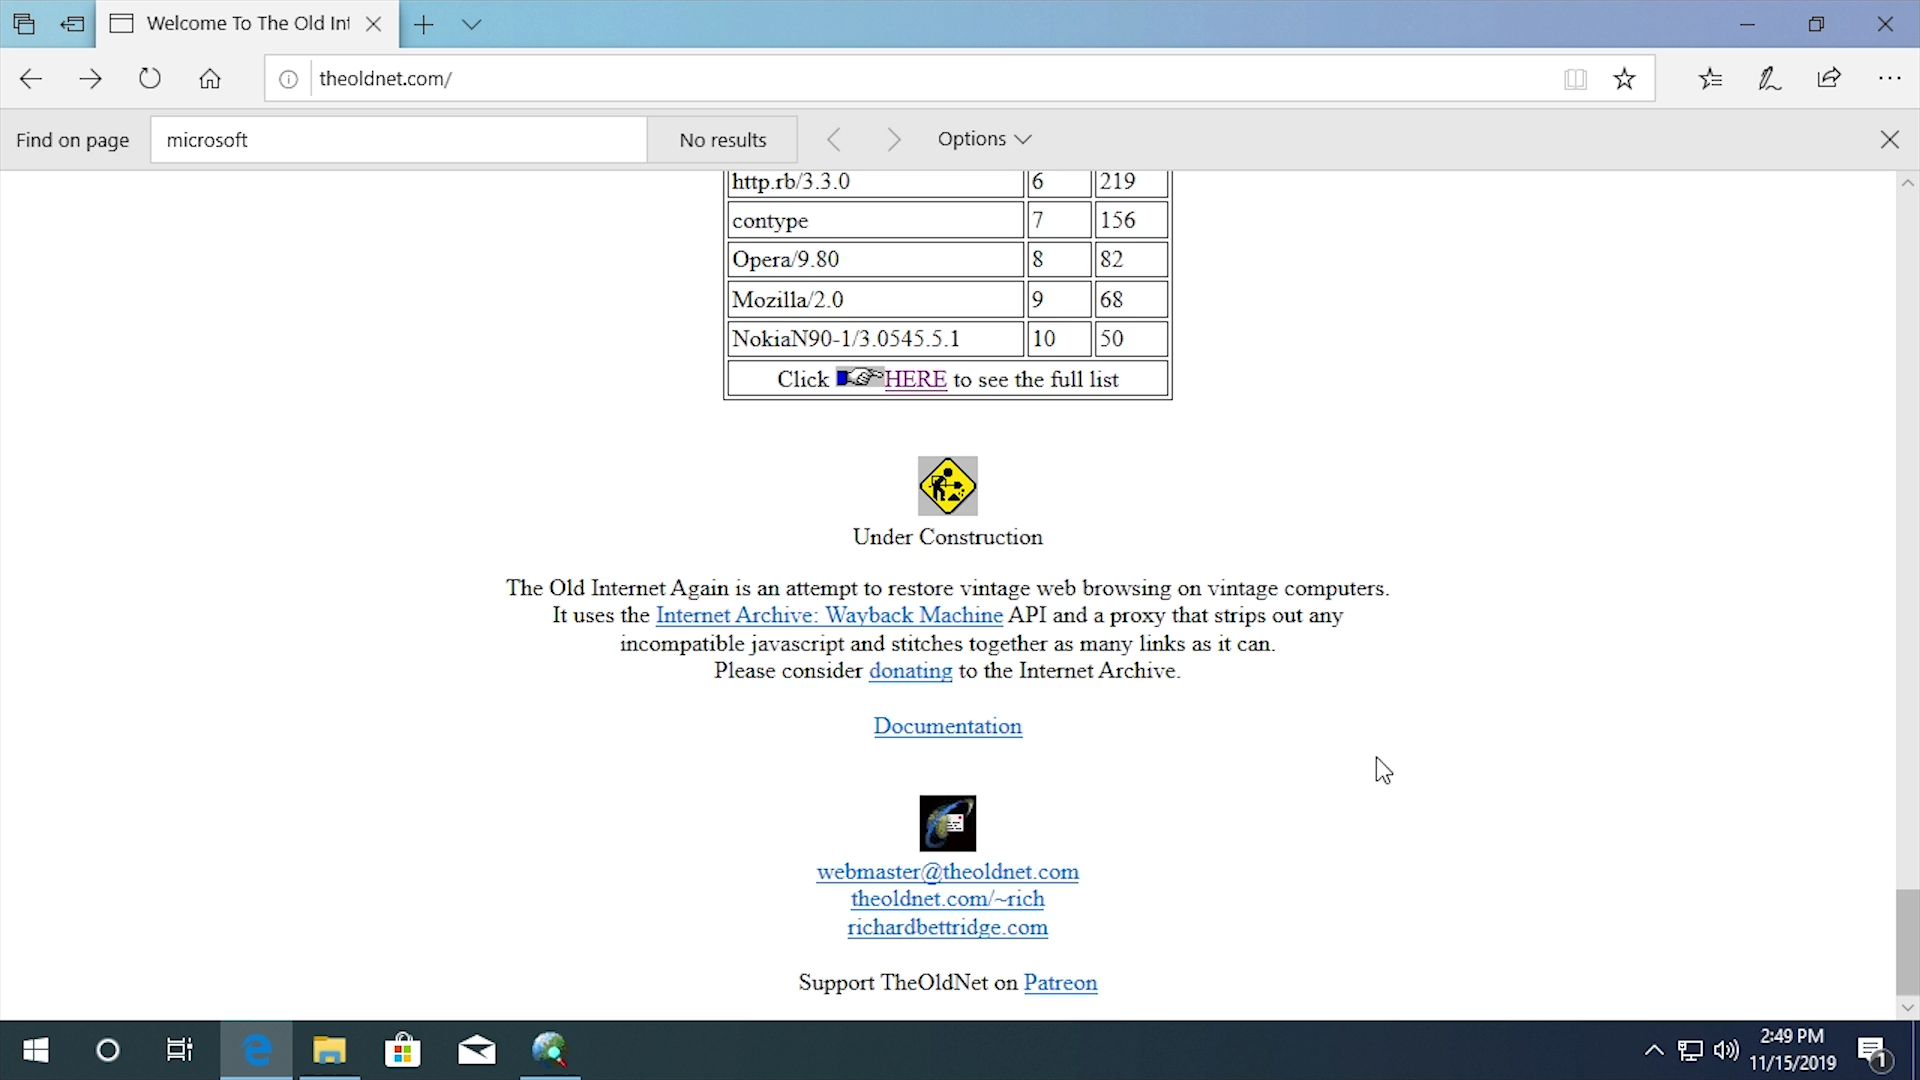 Welcome To The Old Int
theoldnet.com/
Find on page
microsoft
No results
Options
http.rb/3.3.0 6 219
contype 7 156
Opera/9.80 8 82
Mozilla/2.0 9 68
NokiaN90-1/3.0545.5.1 10 50
Click HERE to see the full list
Under Construction
The Old Internet Again is an attempt to restore vintage web browsing on vintage computers.
It uses the Internet Archive: Wayback Machine API and a proxy that strips out any
incompatible javascript and stitches together as many links as it can.
Please consider donating to the Internet Archive.
Documentation
webmaster@theoldnet.com
theoldnet.com/~rich
richardbettridge.com
Support TheOldNet on Patreon
2:49 PM
11/15/2019
1